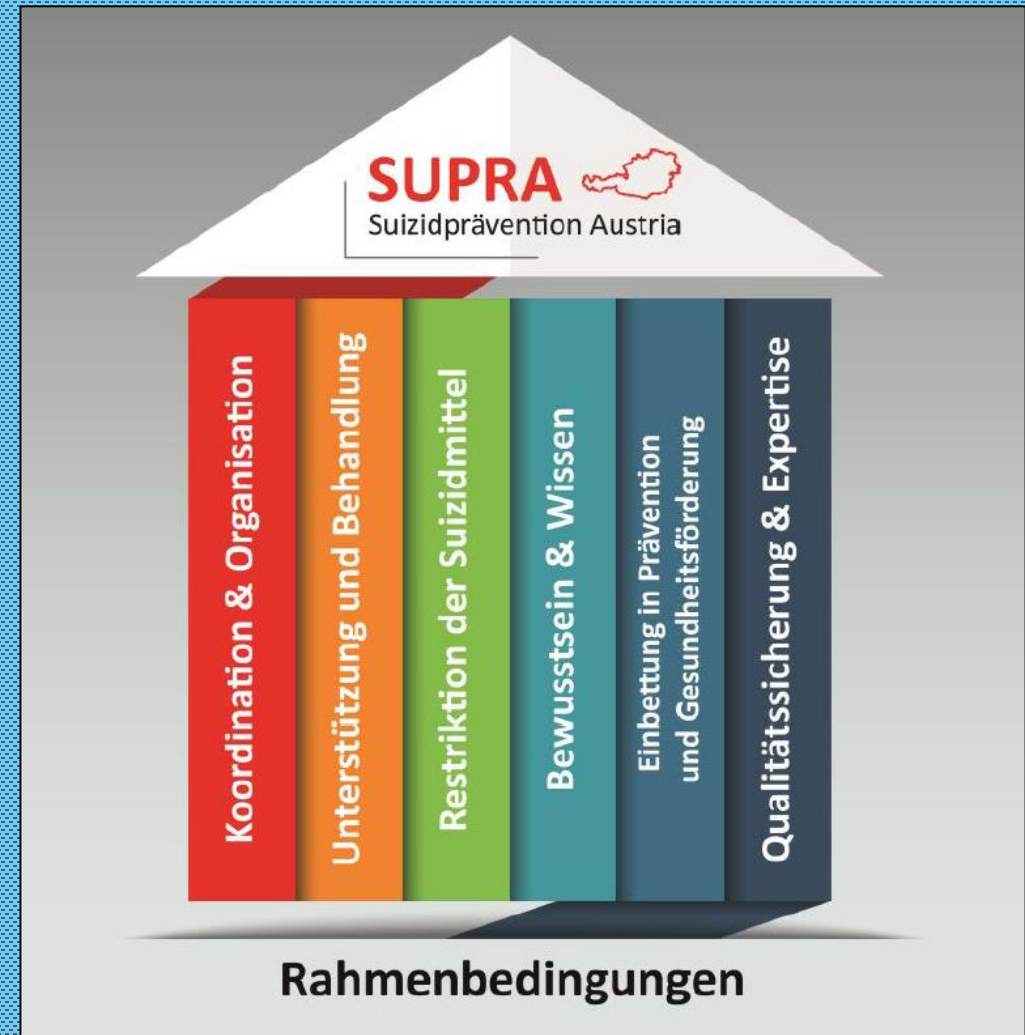 SUPRA
Suizidprävention Austria
Koordination & Organisation
Unterstützung und Behandlung
Restriktion der Suizidmittel
Bewusstsein & Wissen
Einbettung in Prävention
und Gesundheitsförderung
Qualitätssicherung & Expertise
Rahmenbedingungen